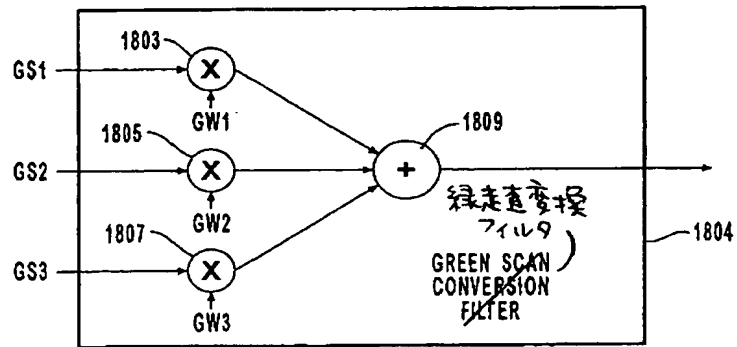 1803
GS1
X
GW1
1805
1809
GS2
X
+
GW2
緑走査変換
フィルタ
1807
1804
GS3
X
GREEN SCAN
CONVERSION
FILTER
GW3